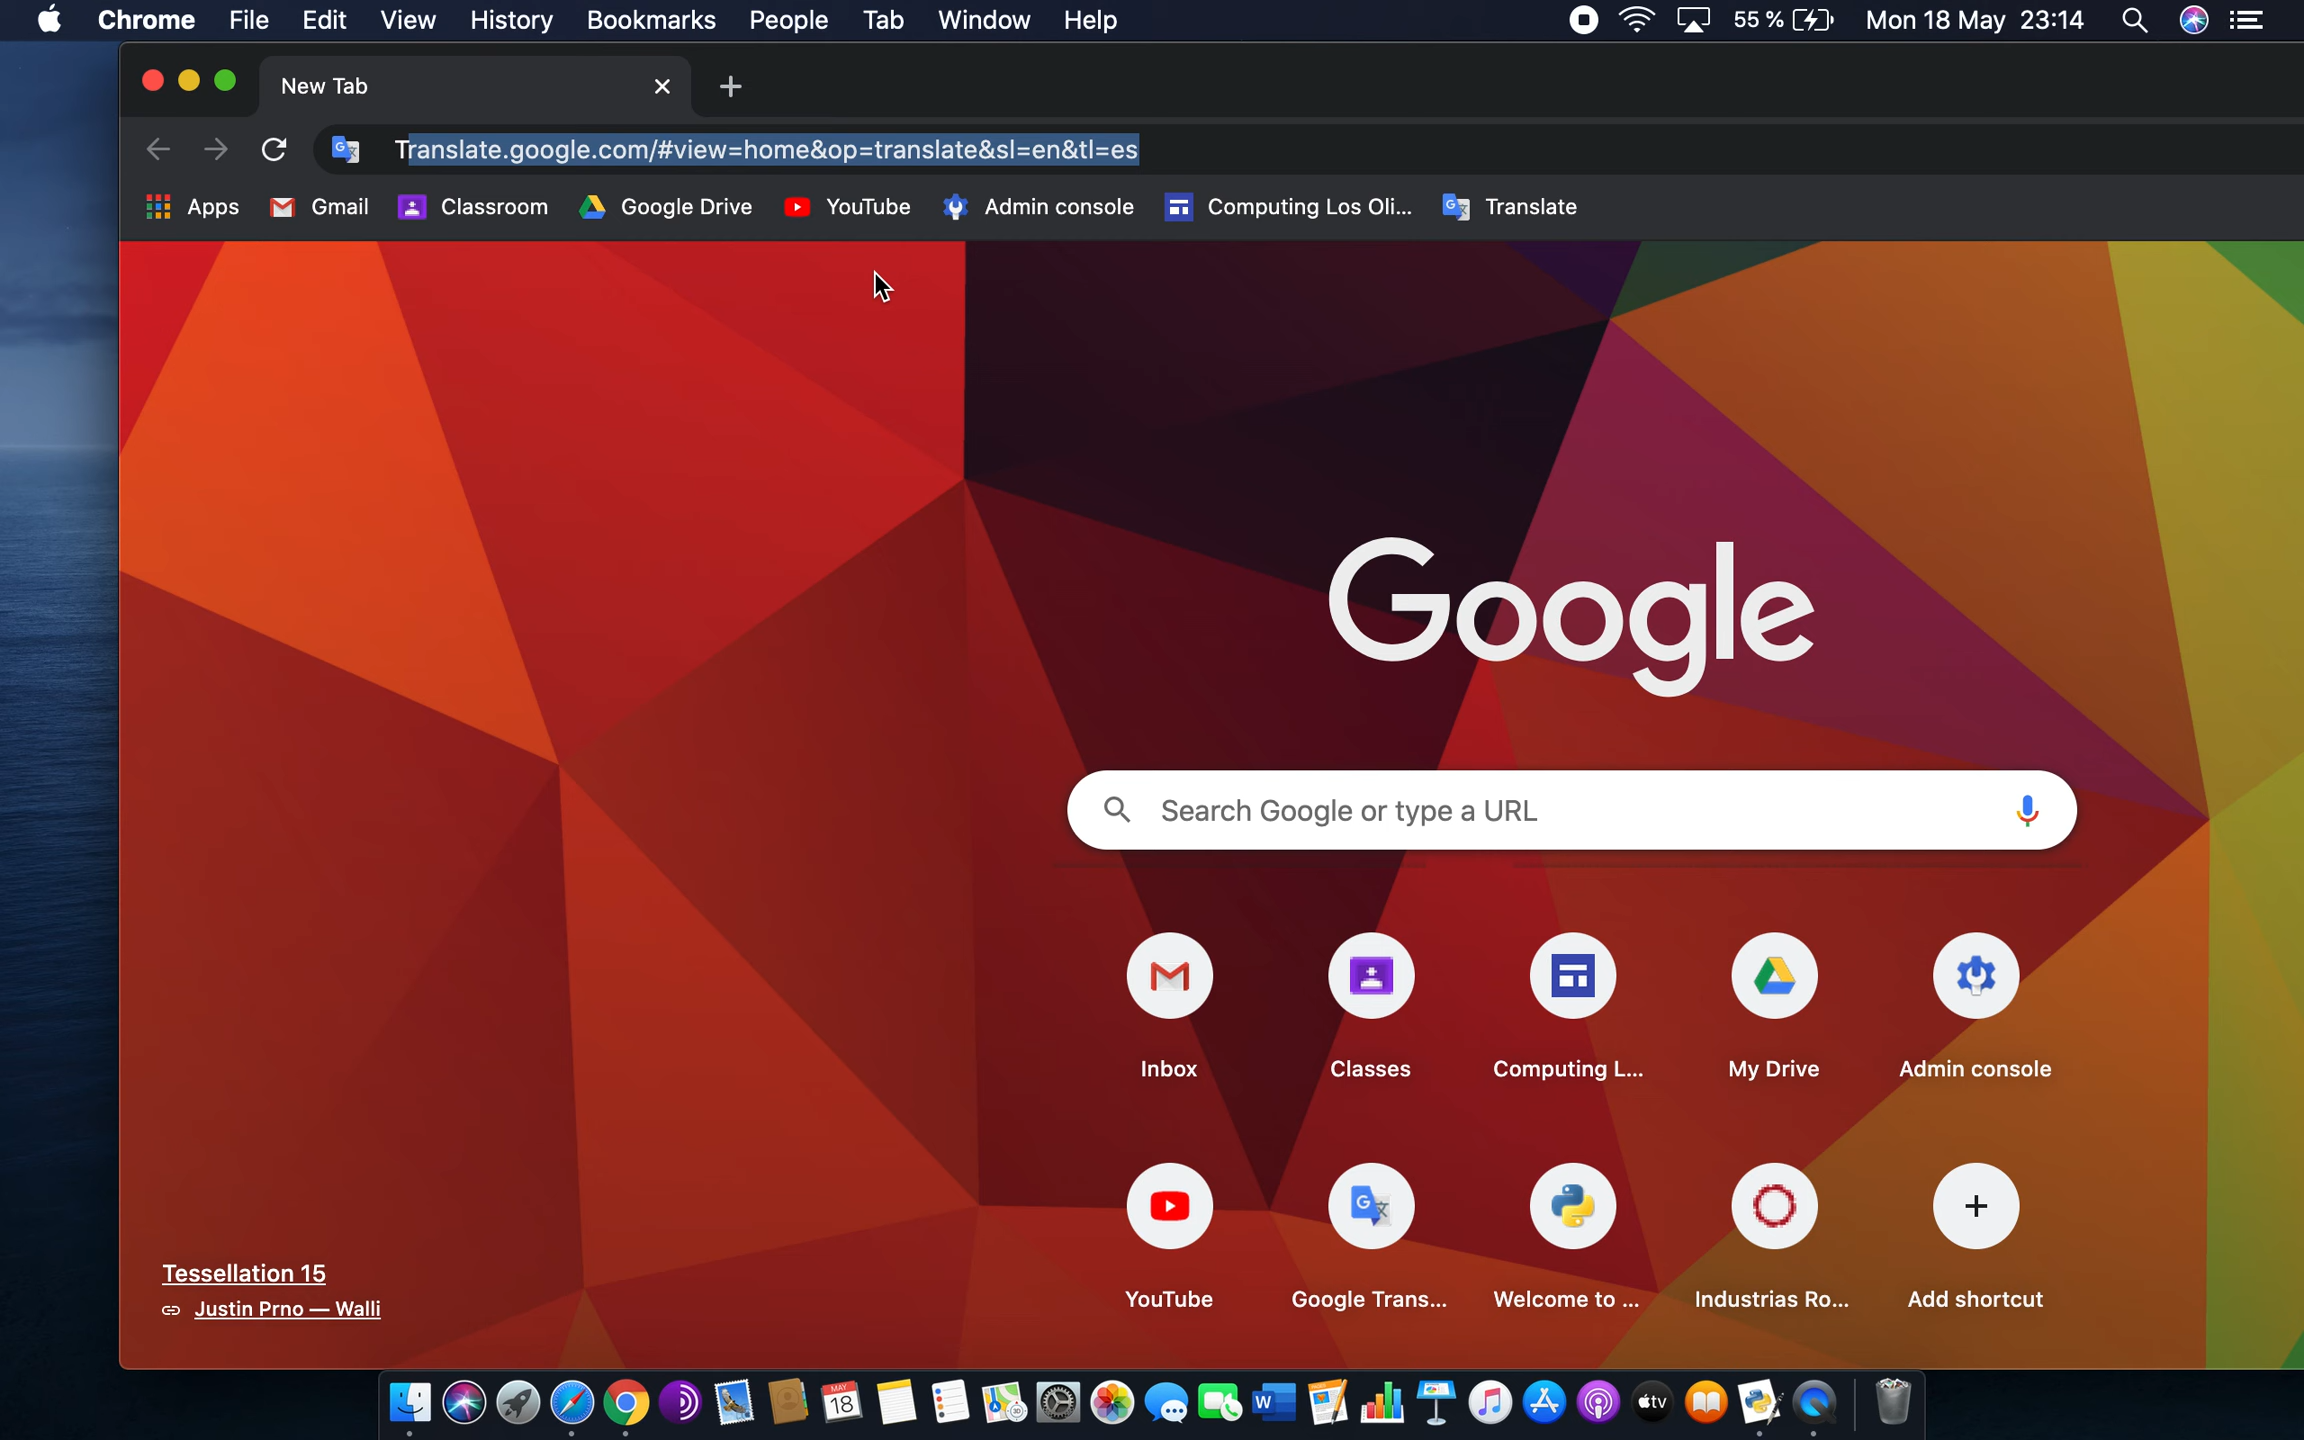 Chrome File Edit View History Bookmarks People Tab Window Help 55 % Mon 18 May 23:14
New Tab
Translate.google.com/#view=home&op=translate&sl=en&tl=es
Apps Gmail Classroom Google Drive YouTube Admin console Computing Los Oli... Translate
Google
Search Google or type a URL
Inbox Classes Computing L... My Drive Admin console
YouTube Google Trans... Welcome to ... Industrias Ro... Add shortcut
Tessellation 15
Justin Prno — Walli
MAY
18
3D
W
tv